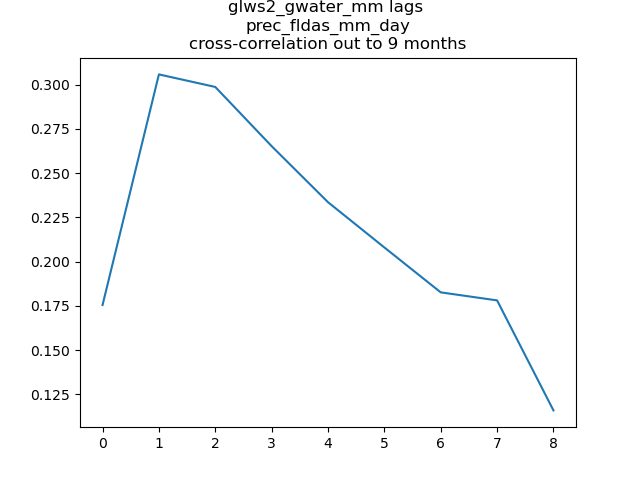 glws2_gwater_mm lags
prec_fldas_mm_day
cross-correlation out to 9 months
0.300
0.275
0.250
0.225
0.200
0.175
0.150
0.125
0 1 2 3 4 5 6 7 8